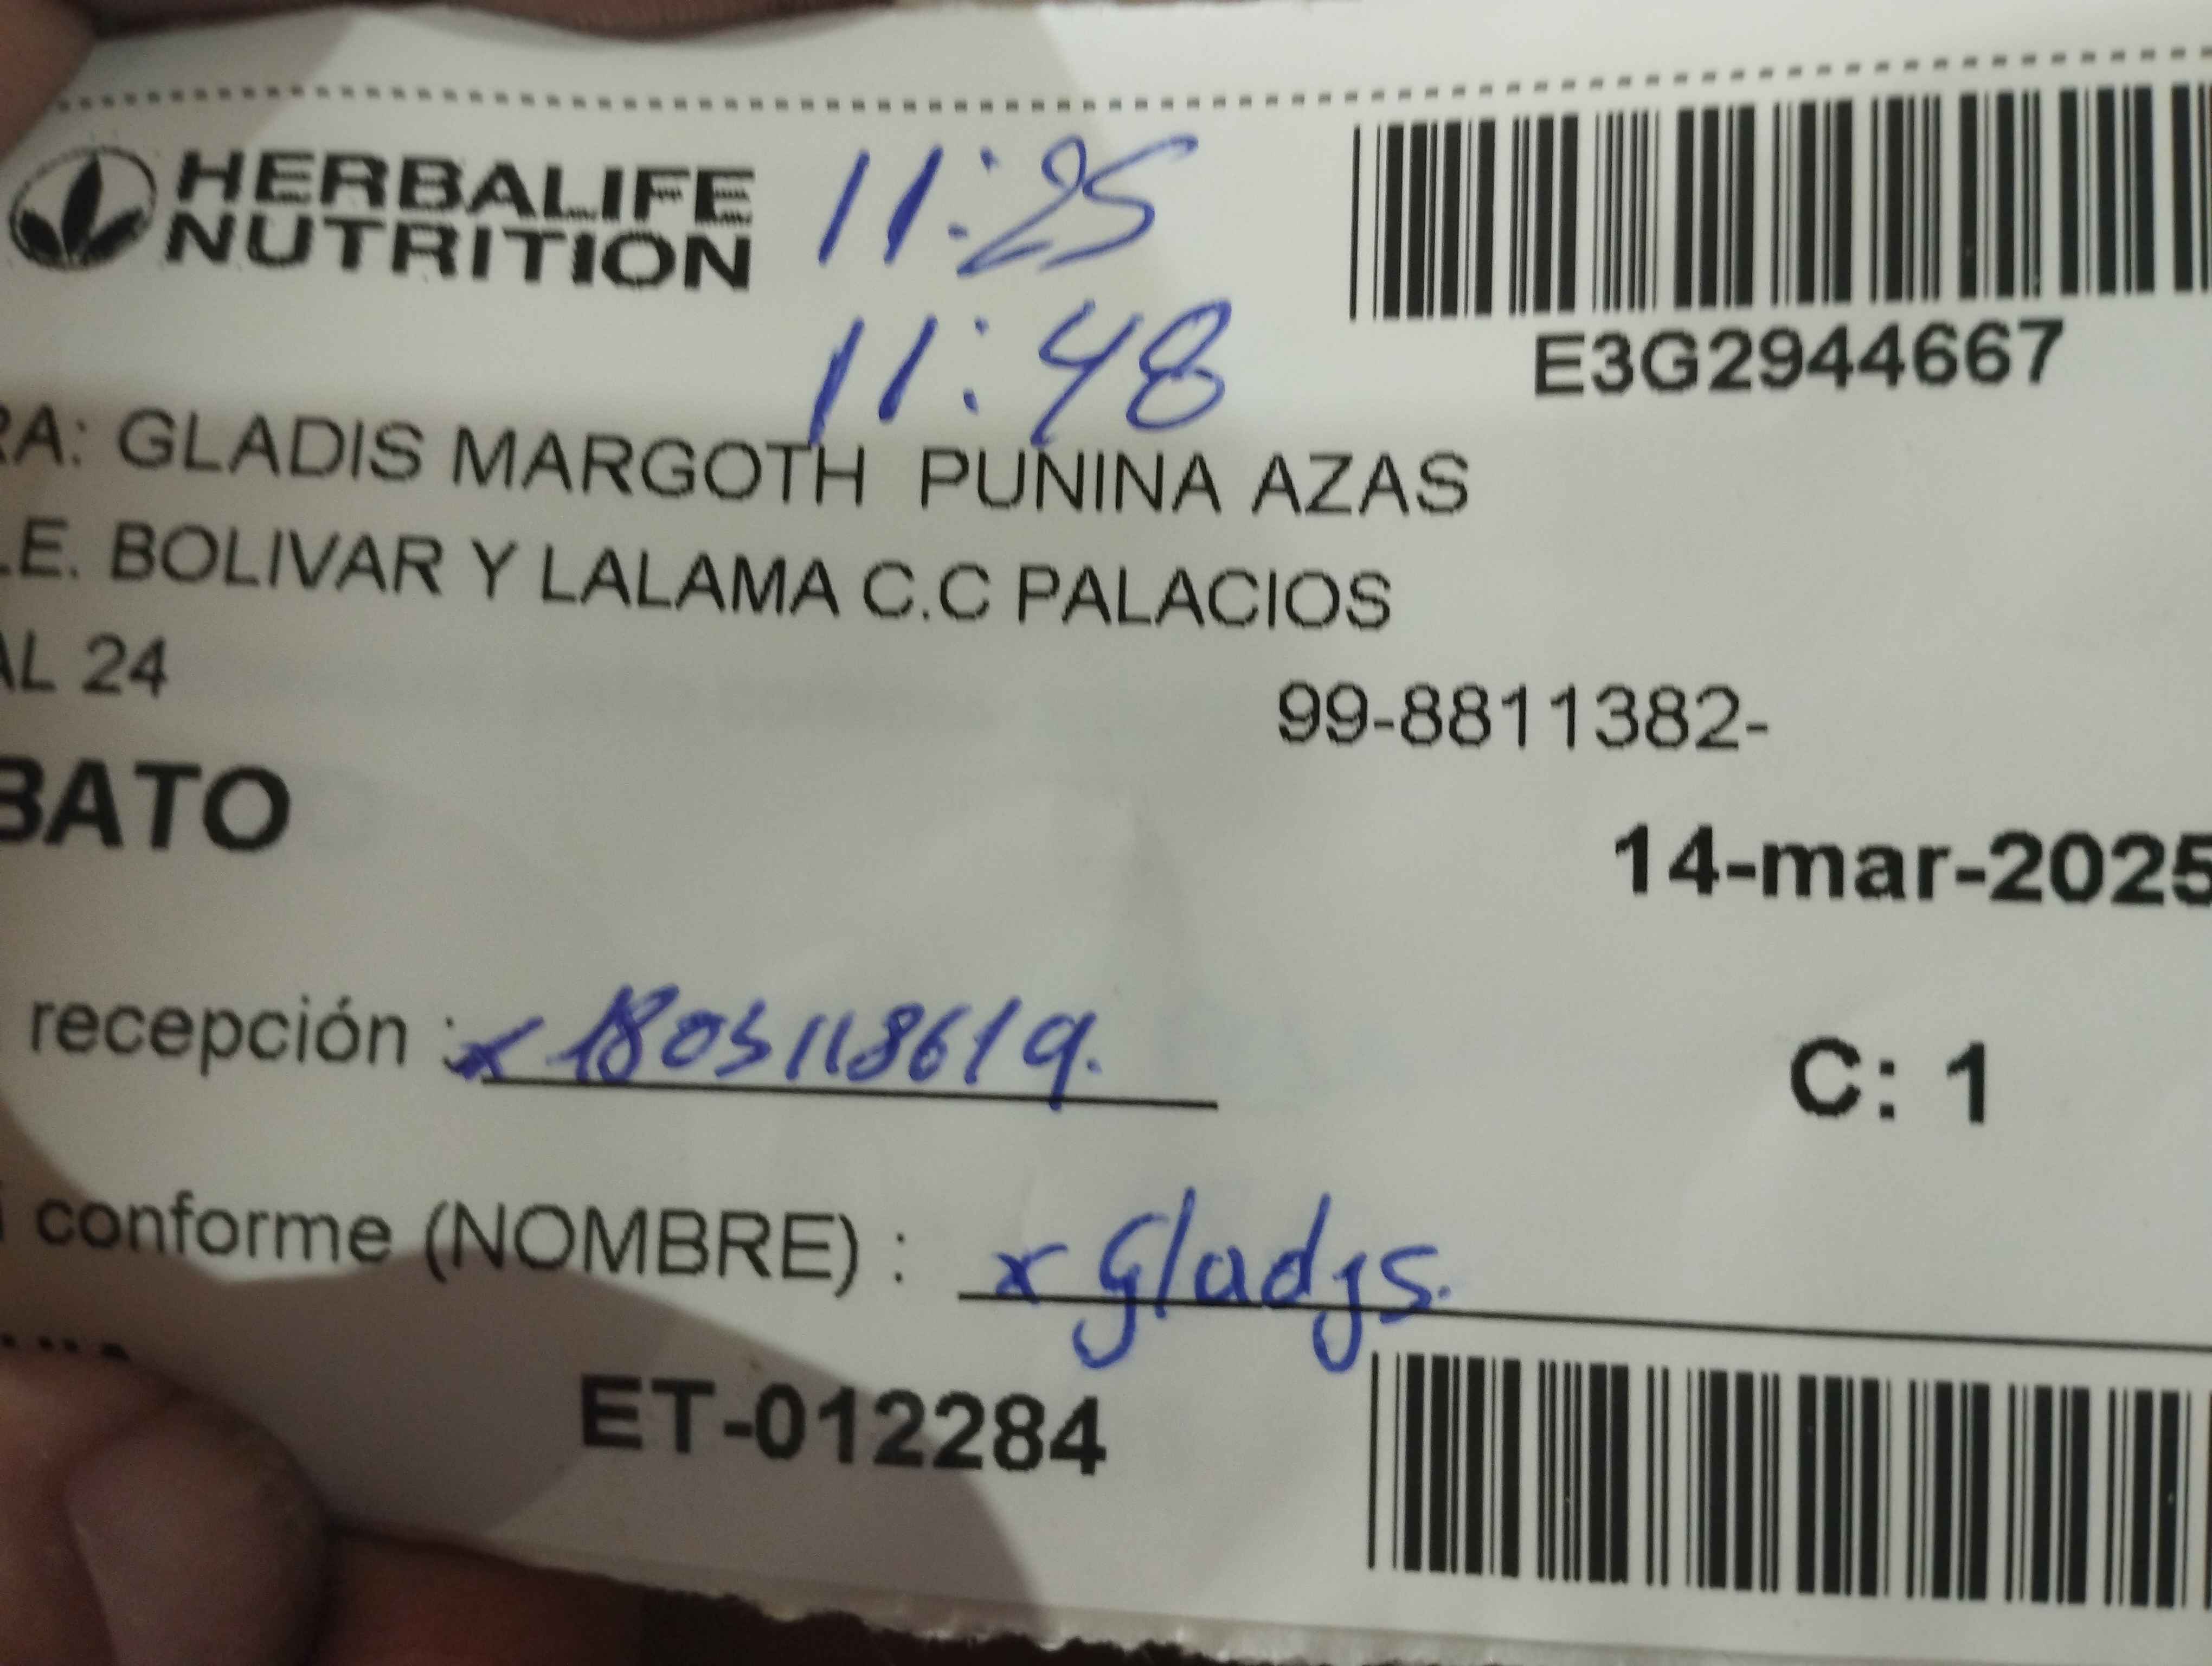 HERBALIFE
NUTRITION
11:25
11:48
E3G2944667
RA: GLADIS MARGOTH PUNINA AZAS
LE. BOLIVAR Y LALAMA C.C PALACIOS
AL 24
99-8811382-
BATO
14-mar-2025
recepción : x 1803118619.
C: 1
í conforme (NOMBRE) : x Gladys.
ET-012284